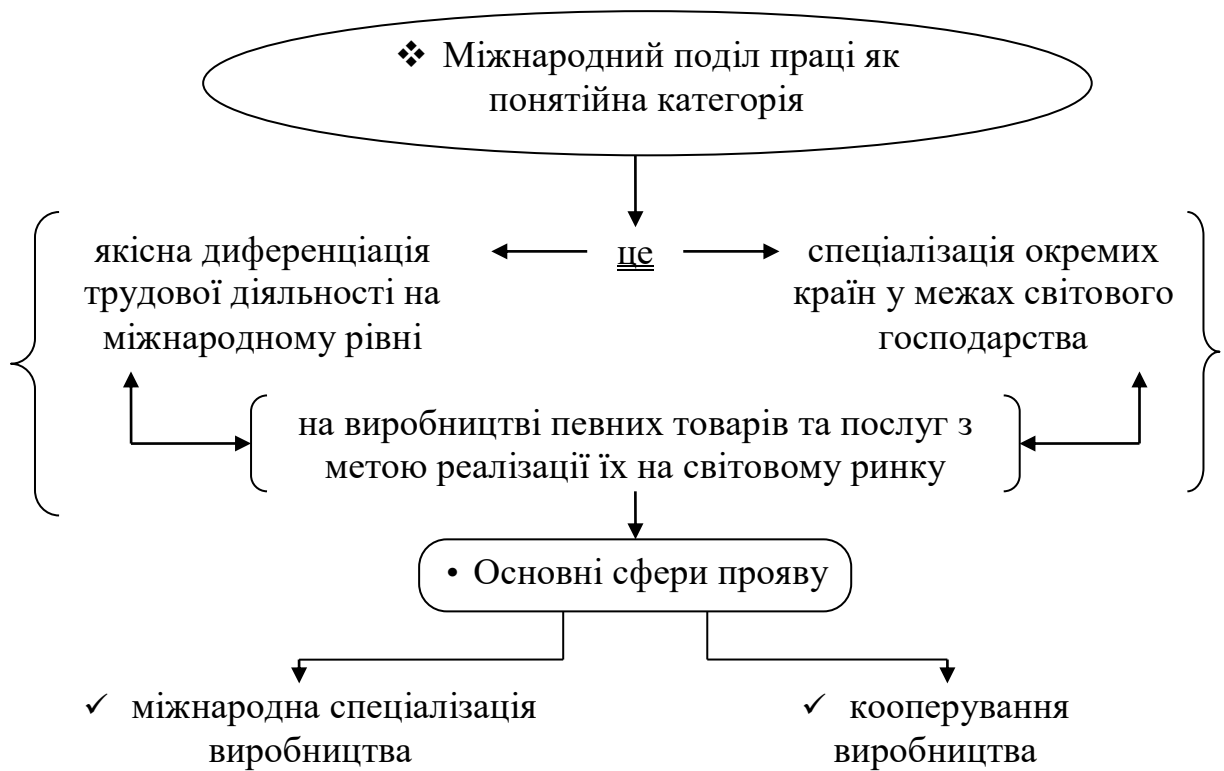 ❖ Міжнародний поділ праці як
понятійна категорія
якісна диференціація
трудової діяльності на
міжнародному рівні
це
спеціалізація окремих
країн у межах світового
господарства
на виробництві певних товарів та послуг з
метою реалізації їх на світовому ринку
• Основні сфери прояву
✓ міжнародна спеціалізація
виробництва
✓ кооперування
виробництва